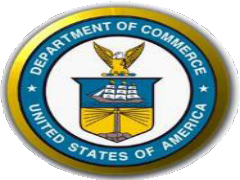 DEPARTMENT OF COMMERCE
UNITED STATES OF AMERICA